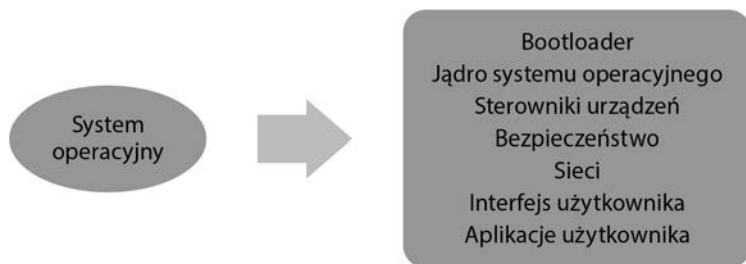 System
operacyjny
Bootloader
Jądro systemu operacyjnego
Sterowniki urządzeń
Bezpieczeństwo
Sieci
Interfejs użytkownika
Aplikacje użytkownika